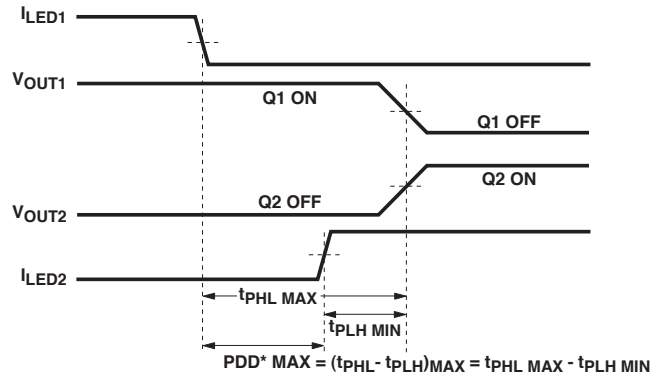 ILED1
VOUT1
Q1 ON
Q1 OFF
Q2 ON
Q2 OFF
VOUT2
ILED2
tPHL MAX
tPLH MIN
PDD* MAX = (tPHL- tPLH)MAX = tPHL MAX - tPLH MIN